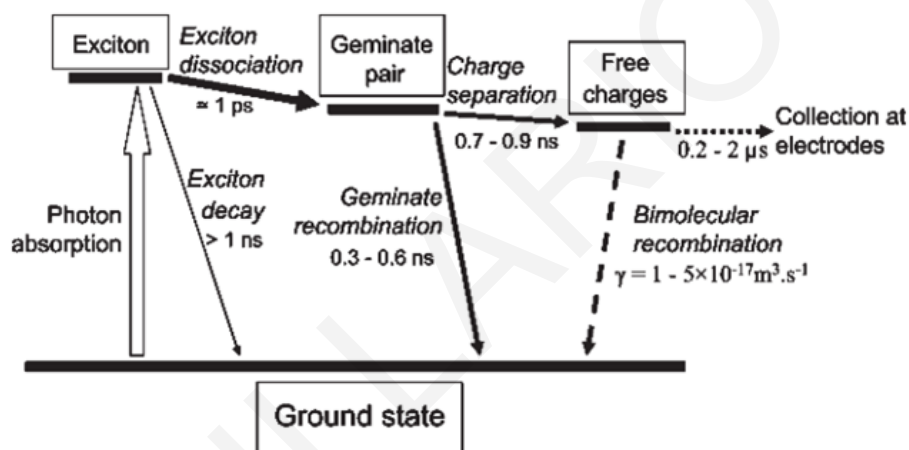 Exciton
Exciton
dissociation
≃ 1 ps
Geminate
pair
Charge
separation
0.7 - 0.9 ns
Free
charges
Collection at
electrodes
0.2 - 2 μs
Photon
absorption
Exciton
decay
> 1 ns
Geminate
recombination
0.3 - 0.6 ns
Bimolecular
recombination
γ = 1 - 5×10⁻¹⁷m³.s⁻¹
Ground state